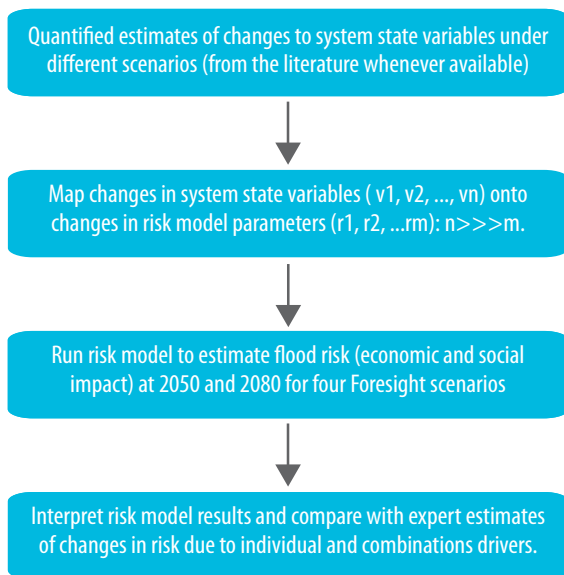 Quantified estimates of changes to system state variables under
different scenarios (from the literature whenever available)
Map changes in system state variables ( v1, v2, ..., vn) onto
changes in risk model parameters (r1, r2, ...rm): n>>>m.
Run risk model to estimate flood risk (economic and social
impact) at 2050 and 2080 for four Foresight scenarios
Interpret risk model results and compare with expert estimates
of changes in risk due to individual and combinations drivers.